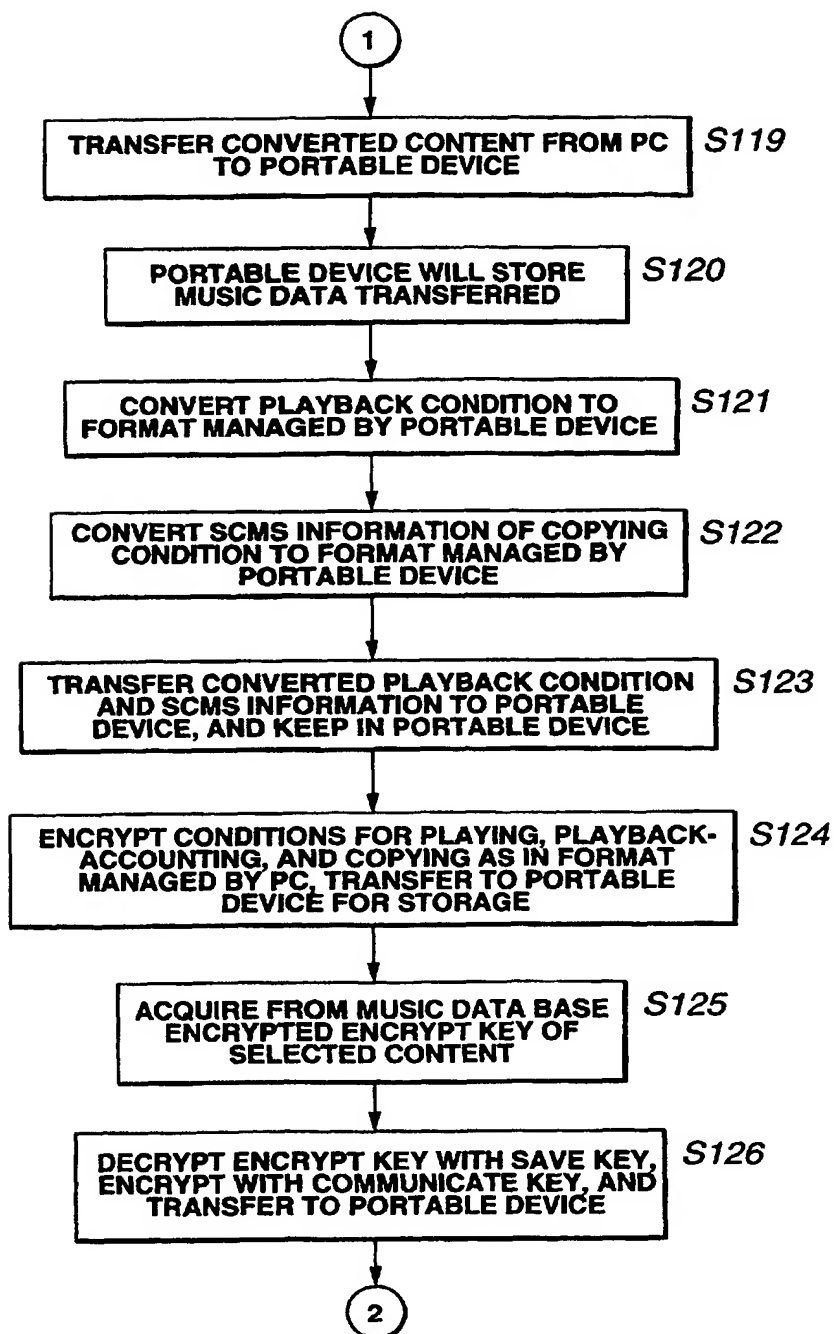 1
TRANSFER CONVERTED CONTENT FROM PC
TO PORTABLE DEVICE
S119
PORTABLE DEVICE WILL STORE
MUSIC DATA TRANSFERRED
S120
CONVERT PLAYBACK CONDITION TO
FORMAT MANAGED BY PORTABLE DEVICE
S121
CONVERT SCMS INFORMATION OF COPYING
CONDITION TO FORMAT MANAGED BY
PORTABLE DEVICE
S122
TRANSFER CONVERTED PLAYBACK CONDITION
AND SCMS INFORMATION TO PORTABLE
DEVICE, AND KEEP IN PORTABLE DEVICE
S123
ENCRYPT CONDITIONS FOR PLAYING, PLAYBACK-
ACCOUNTING, AND COPYING AS IN FORMAT
MANAGED BY PC, TRANSFER TO PORTABLE
DEVICE FOR STORAGE
S124
ACQUIRE FROM MUSIC DATA BASE
ENCRYPTED ENCRYPT KEY OF
SELECTED CONTENT
S125
DECRYPT ENCRYPT KEY WITH SAVE KEY,
ENCRYPT WITH COMMUNICATE KEY, AND
TRANSFER TO PORTABLE DEVICE
S126
2